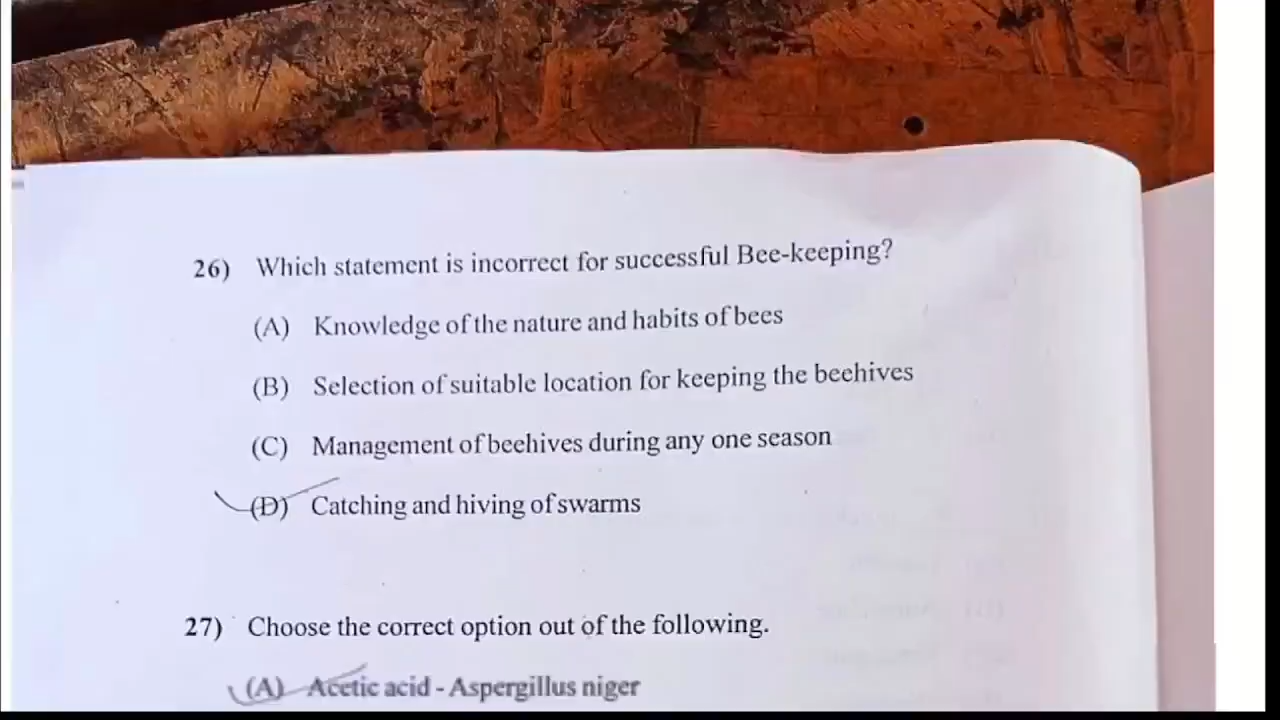 26) Which statement is incorrect for successful Bee-keeping?
(A) Knowledge of the nature and habits of bees
(B) Selection of suitable location for keeping the beehives
(C) Management of beehives during any one season
(D) Catching and hiving of swarms
27) Choose the correct option out of the following.
(A) Acetic acid - Aspergillus niger